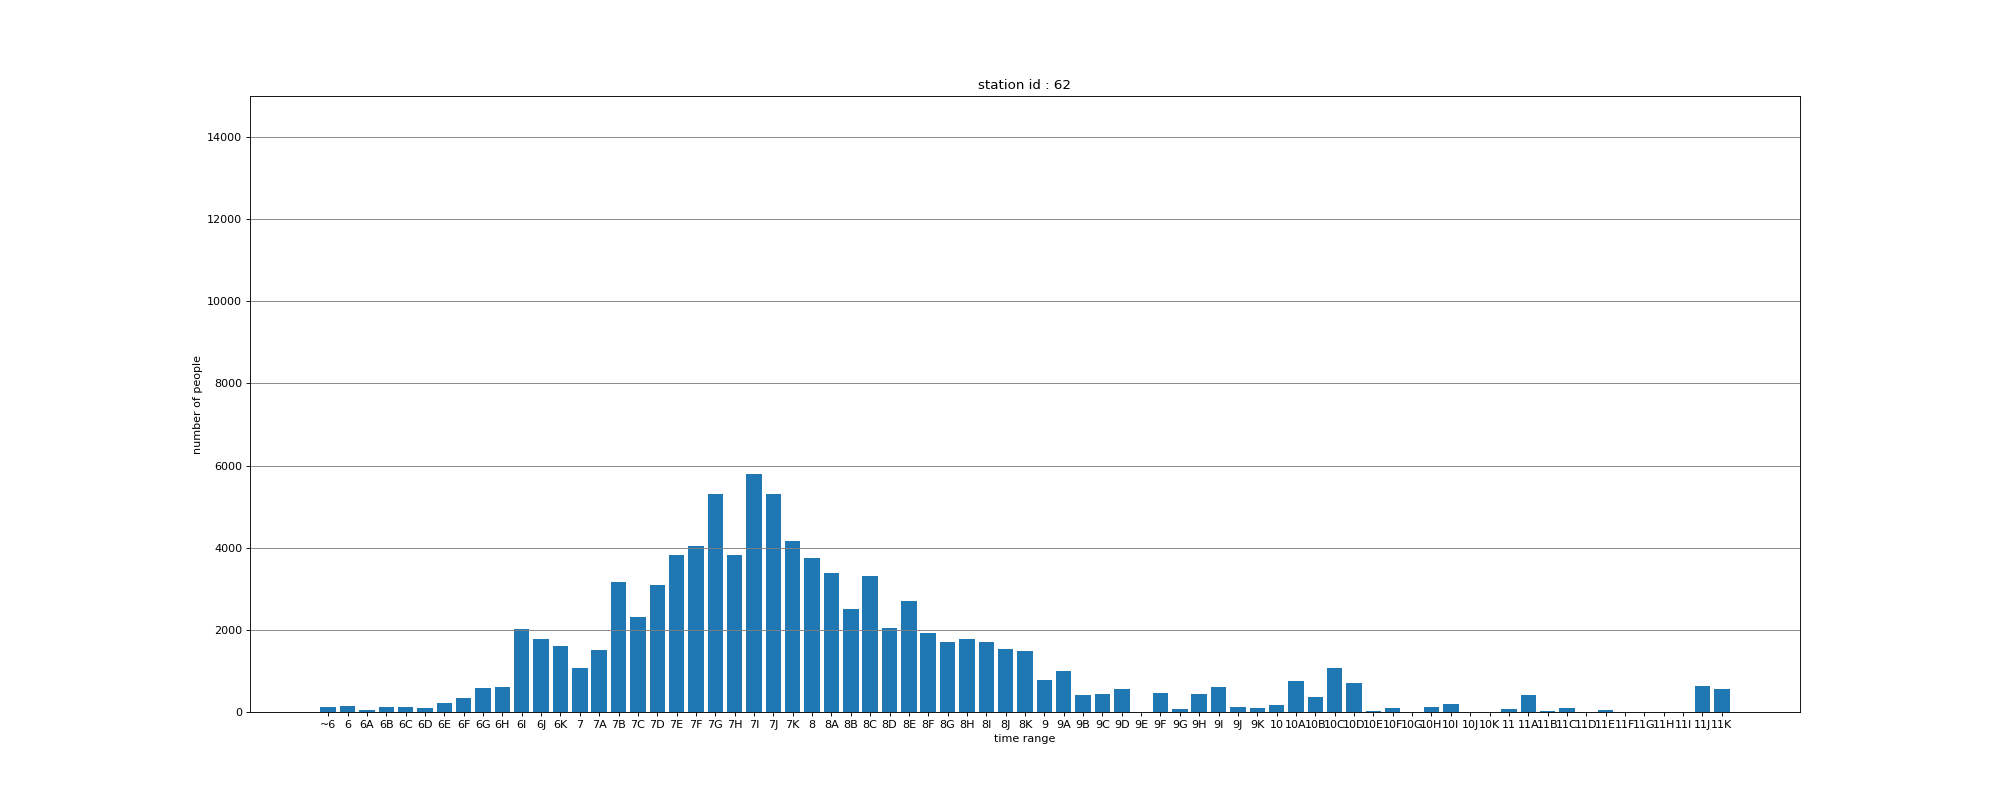 station id : 62
14000
12000
10000
8000
6000
4000
2000
0
number of people
~6 6 6A 6B 6C 6D 6E 6F 6G 6H 6I 6J 6K 7 7A 7B 7C 7D 7E 7F 7G 7H 7I 7J 7K 8 8A 8B 8C 8D 8E 8F 8G 8H 8I 8J 8K 9 9A 9B 9C 9D 9E 9F 9G 9H 9I 9J 9K 10 10A 10B 10C 10D 10E 10F 10G 10H 10I 10J 10K 11 11A 11B 11C 11D 11E 11F 11G 11H 11I 11J 11K
time range